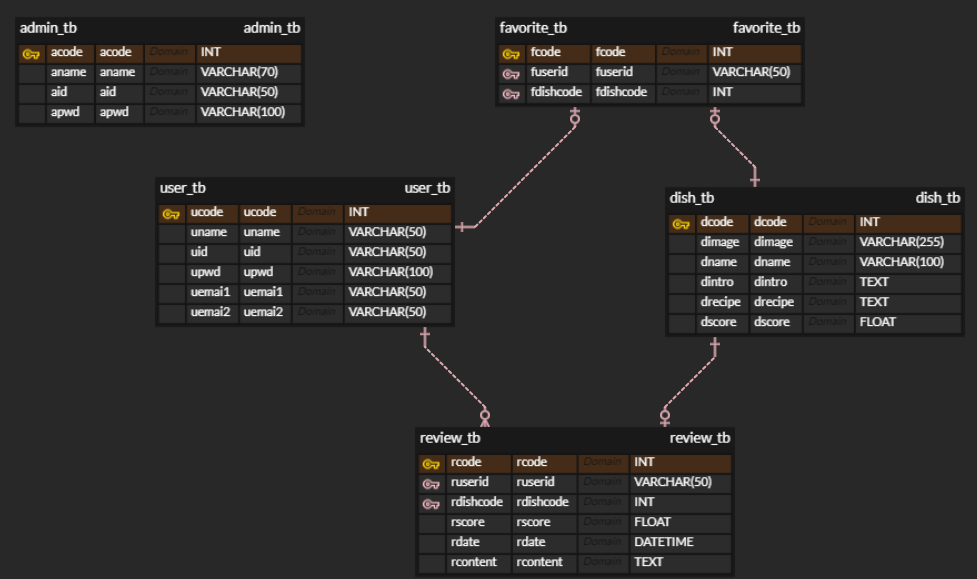 admin_tb admin_tb
acode acode Domain INT
aname aname Domain VARCHAR(70)
aid aid Domain VARCHAR(50)
apwd apwd Domain VARCHAR(100)
favorite_tb favorite_tb
fcode fcode Domain INT
fuserid fuserid Domain VARCHAR(50)
fdishcode fdishcode Domain INT
user_tb user_tb
ucode ucode Domain INT
uname uname Domain VARCHAR(50)
uid uid Domain VARCHAR(50)
upwd upwd Domain VARCHAR(100)
uemai1 uemai1 Domain VARCHAR(50)
uemai2 uemai2 Domain VARCHAR(50)
dish_tb dish_tb
dcode dcode Domain INT
dimage dimage Domain VARCHAR(255)
dname dname Domain VARCHAR(100)
dintro dintro Domain TEXT
drecipe drecipe Domain TEXT
dscore dscore Domain FLOAT
review_tb review_tb
rcode rcode Domain INT
ruserid ruserid Domain VARCHAR(50)
rdishcode rdishcode Domain INT
rscore rscore Domain FLOAT
rdate rdate Domain DATETIME
rcontent rcontent Domain TEXT